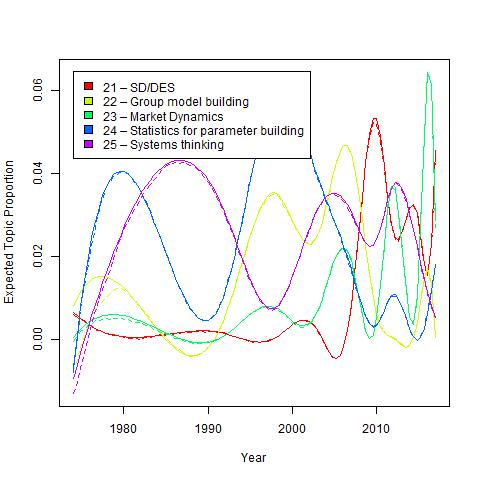 21 – SD/DES
22 – Group model building
23 – Market Dynamics
24 – Statistics for parameter building
25 – Systems thinking
Expected Topic Proportion
0.06
0.04
0.02
0.00
1980 1990 2000 2010
Year